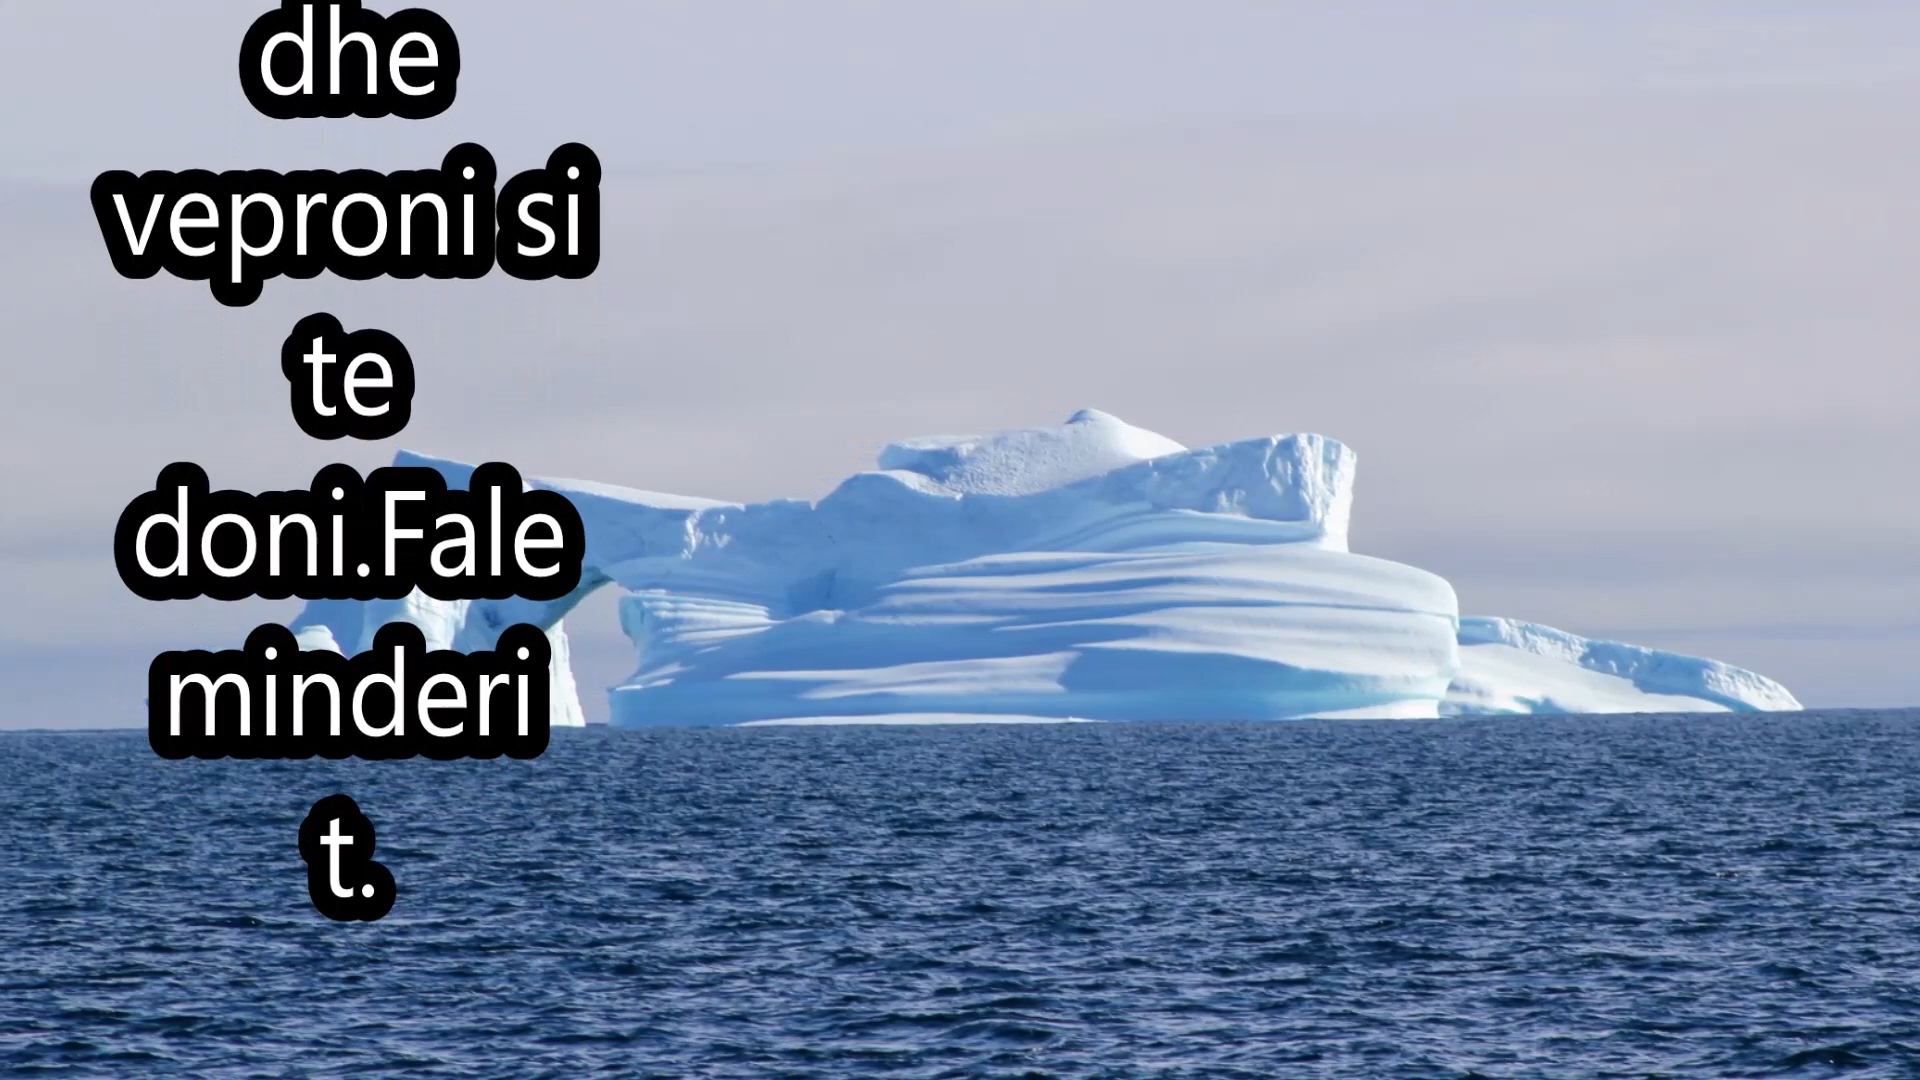 dhe
veproni si
te
doni.Fale
minderi
t.